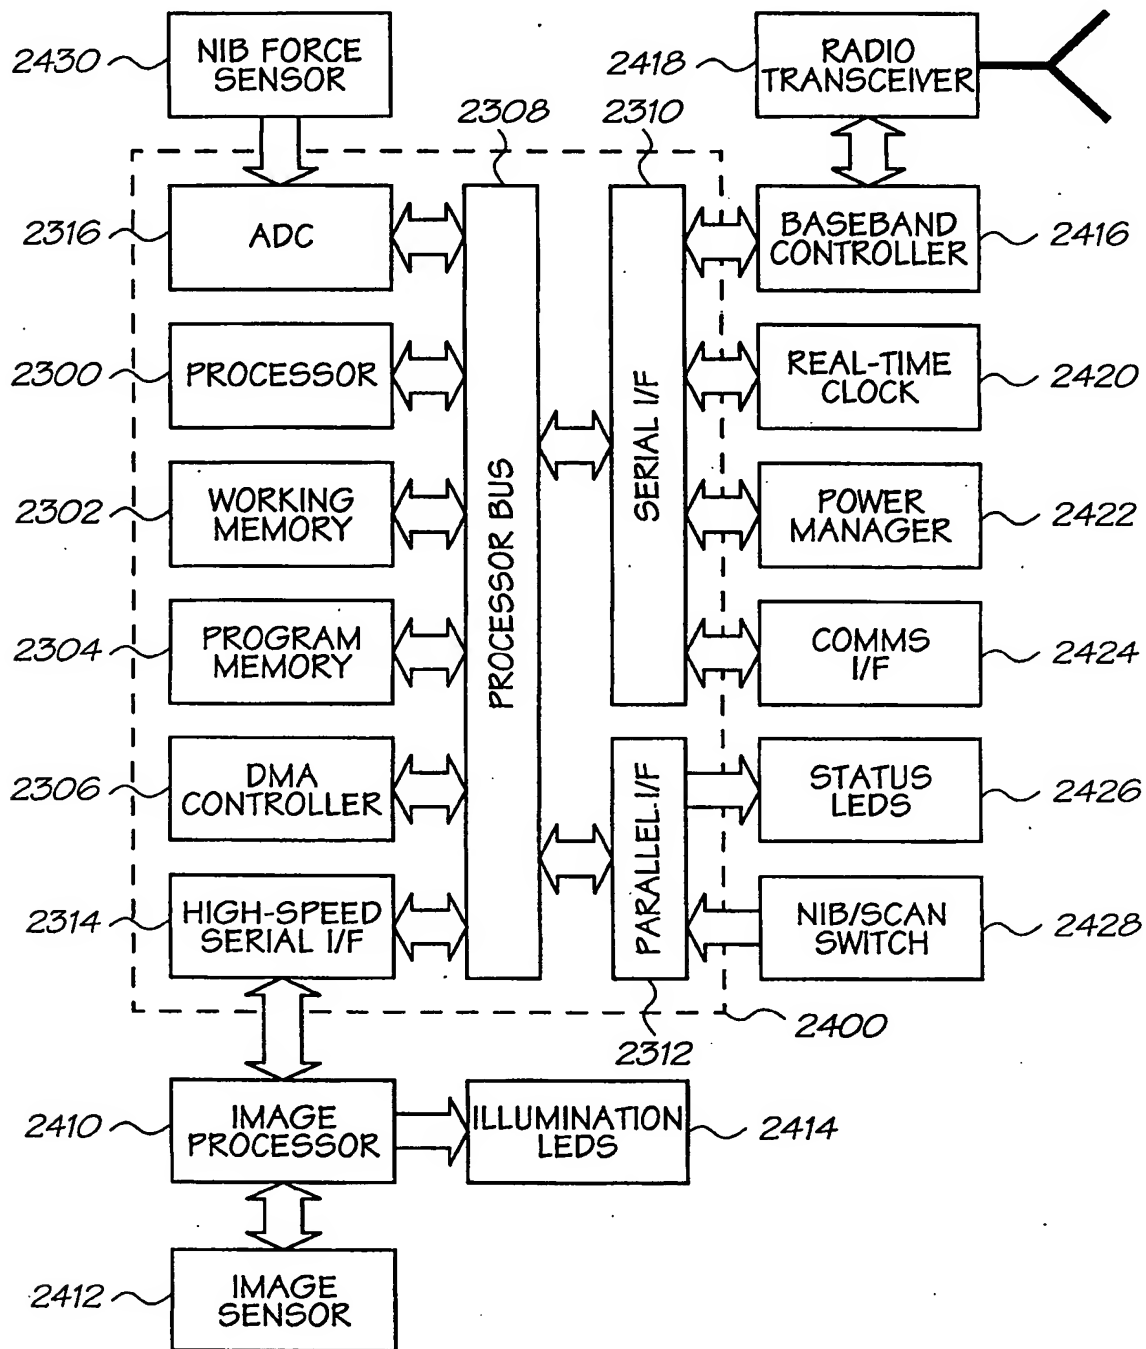 2430
NIB FORCE
SENSOR
2418
RADIO
TRANSCEIVER
2308
2310
2316
ADC
BASEBAND
CONTROLLER
2416
2300
PROCESSOR
REAL-TIME
CLOCK
2420
2302
WORKING
MEMORY
PROCESSOR BUS
SERIAL I/F
POWER
MANAGER
2422
2304
PROGRAM
MEMORY
COMMS
I/F
2424
2306
DMA
CONTROLLER
PARALLEL-I/F
STATUS
LEDS
2426
2314
HIGH-SPEED
SERIAL I/F
NIB/SCAN
SWITCH
2428
2312
2400
2410
IMAGE
PROCESSOR
ILLUMINATION
LEDS
2414
2412
IMAGE
SENSOR